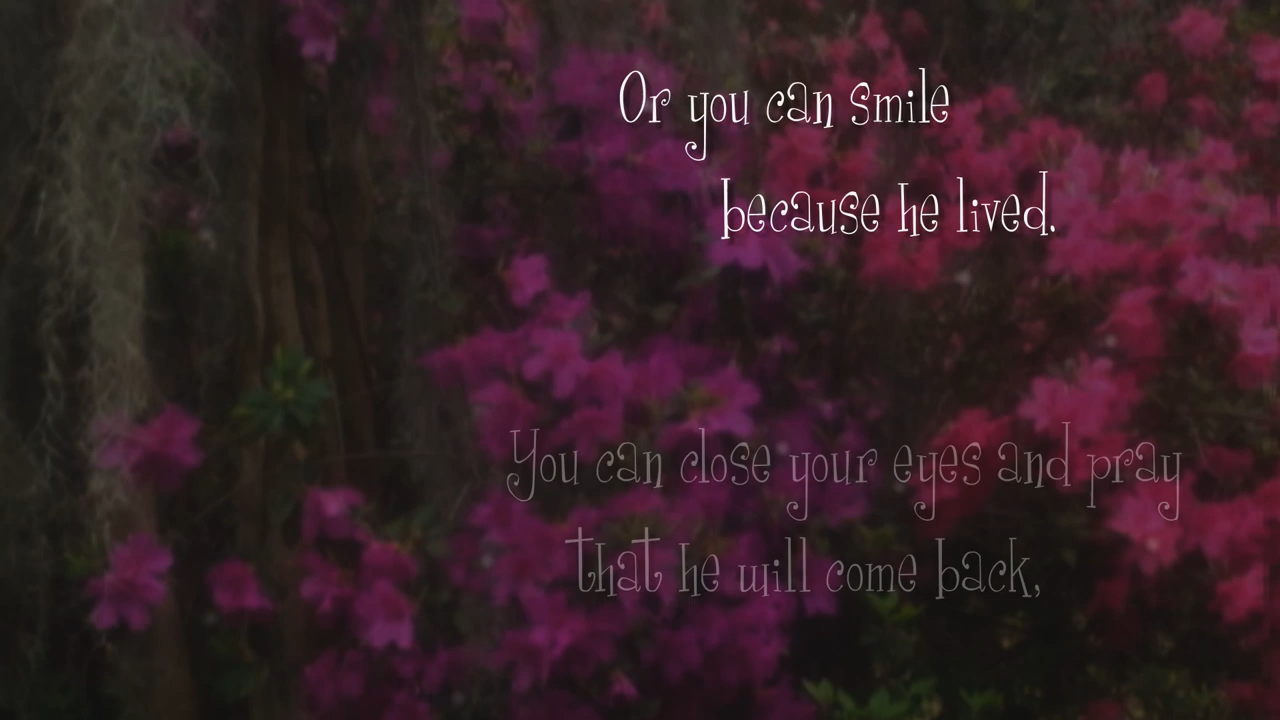 Or you can smile
because he lived.
You can close your eyes and pray
that he will come back,